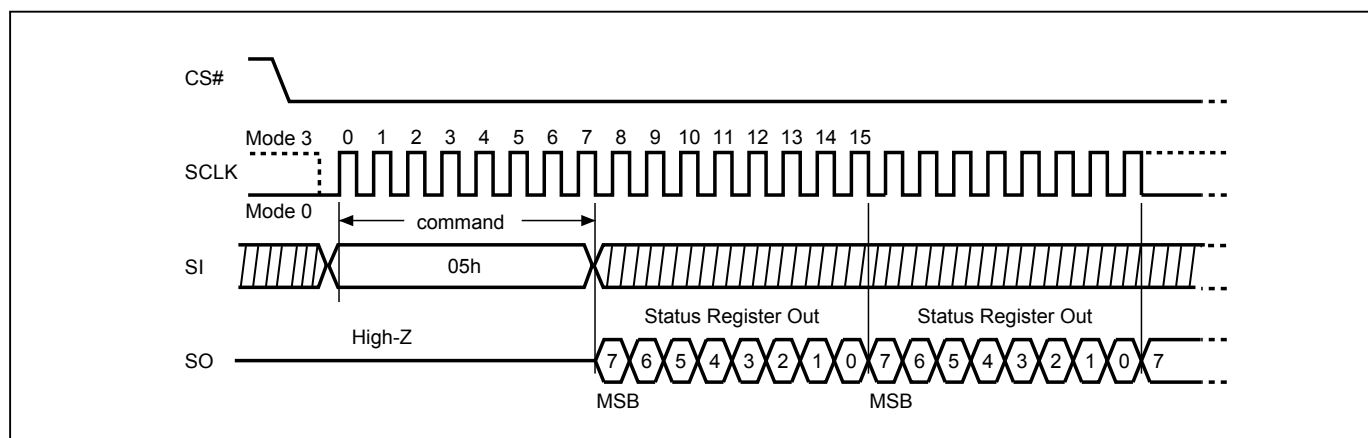 CS#
Mode 3
0 1 2 3 4 5 6 7 8 9 10 11 12 13 14 15
SCLK
Mode 0
command
SI
05h
Status Register Out Status Register Out
High-Z
SO
7 6 5 4 3 2 1 0 7 6 5 4 3 2 1 0 7
MSB MSB